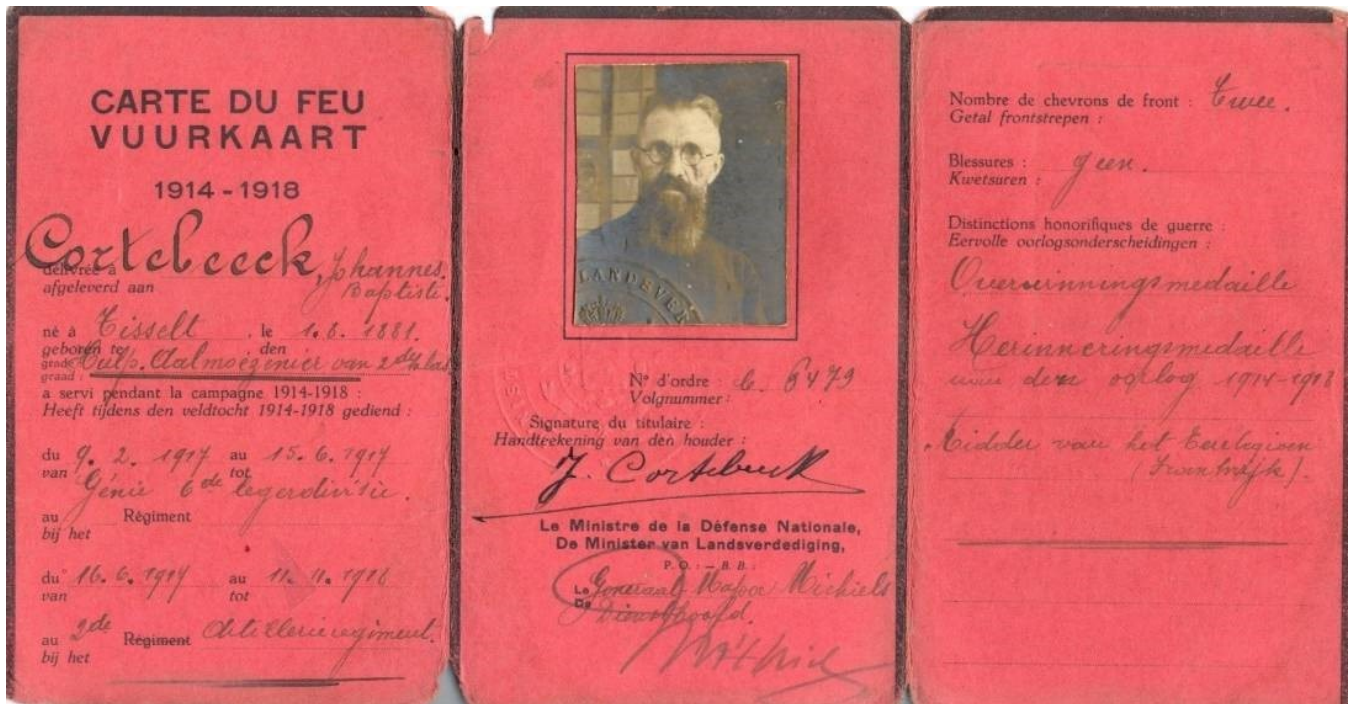 CARTE DU FEU
VUURKAART
1914 - 1918
Cortebeeck, Johannes
Baptiste.
délivrée à
afgeleverd aan
né à Tisselt, le 1.8.1881.
geboren te den
grade: Hulp. Aalmoezenier van 2de klas
graad:
a servi pendant la campagne 1914-1918 :
Heeft tijdens den veldtocht 1914-1918 gediend :
du 9. 2. 1917 au 15. 6. 1917
van tot
Génie 6de legerdivisie.
au Régiment
bij het
du 16. 6. 1917 au 11. 11. 1918
van tot
au 2de Régiment Artillerieregiment.
bij het
LANDEVER
N° d'ordre : 6479
Volgnummer :
Signature du titulaire :
Handteekening van den houder :
J. Cortebeeck
Le Ministre de la Défense Nationale,
De Minister van Landsverdediging,
P. O. : — B. B. :
Le Generaal Majoor Michiels
De Diensthoofd.
Nombre de chevrons de front : Twee.
Getal frontstrepen :
Blessures : geen.
Kwetsuren :
Distinctions honorifiques de guerre :
Eervolle oorlogsonderscheidingen :
Overwinningsmedaille
Herinneringsmedaille
van den oorlog 1914-1918
Ridder van het Eerelegioen
(Frankrijk).